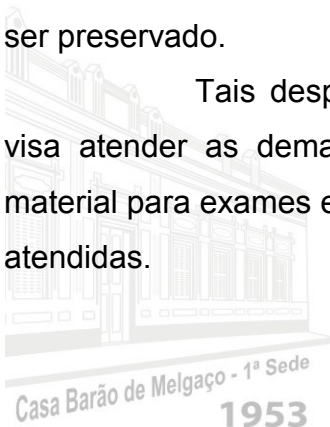 ser preservado.
Tais desp
visa atender as dema
material para exames e
atendidas.
Casa Barão de Melgaço - 1ª Sede
1953